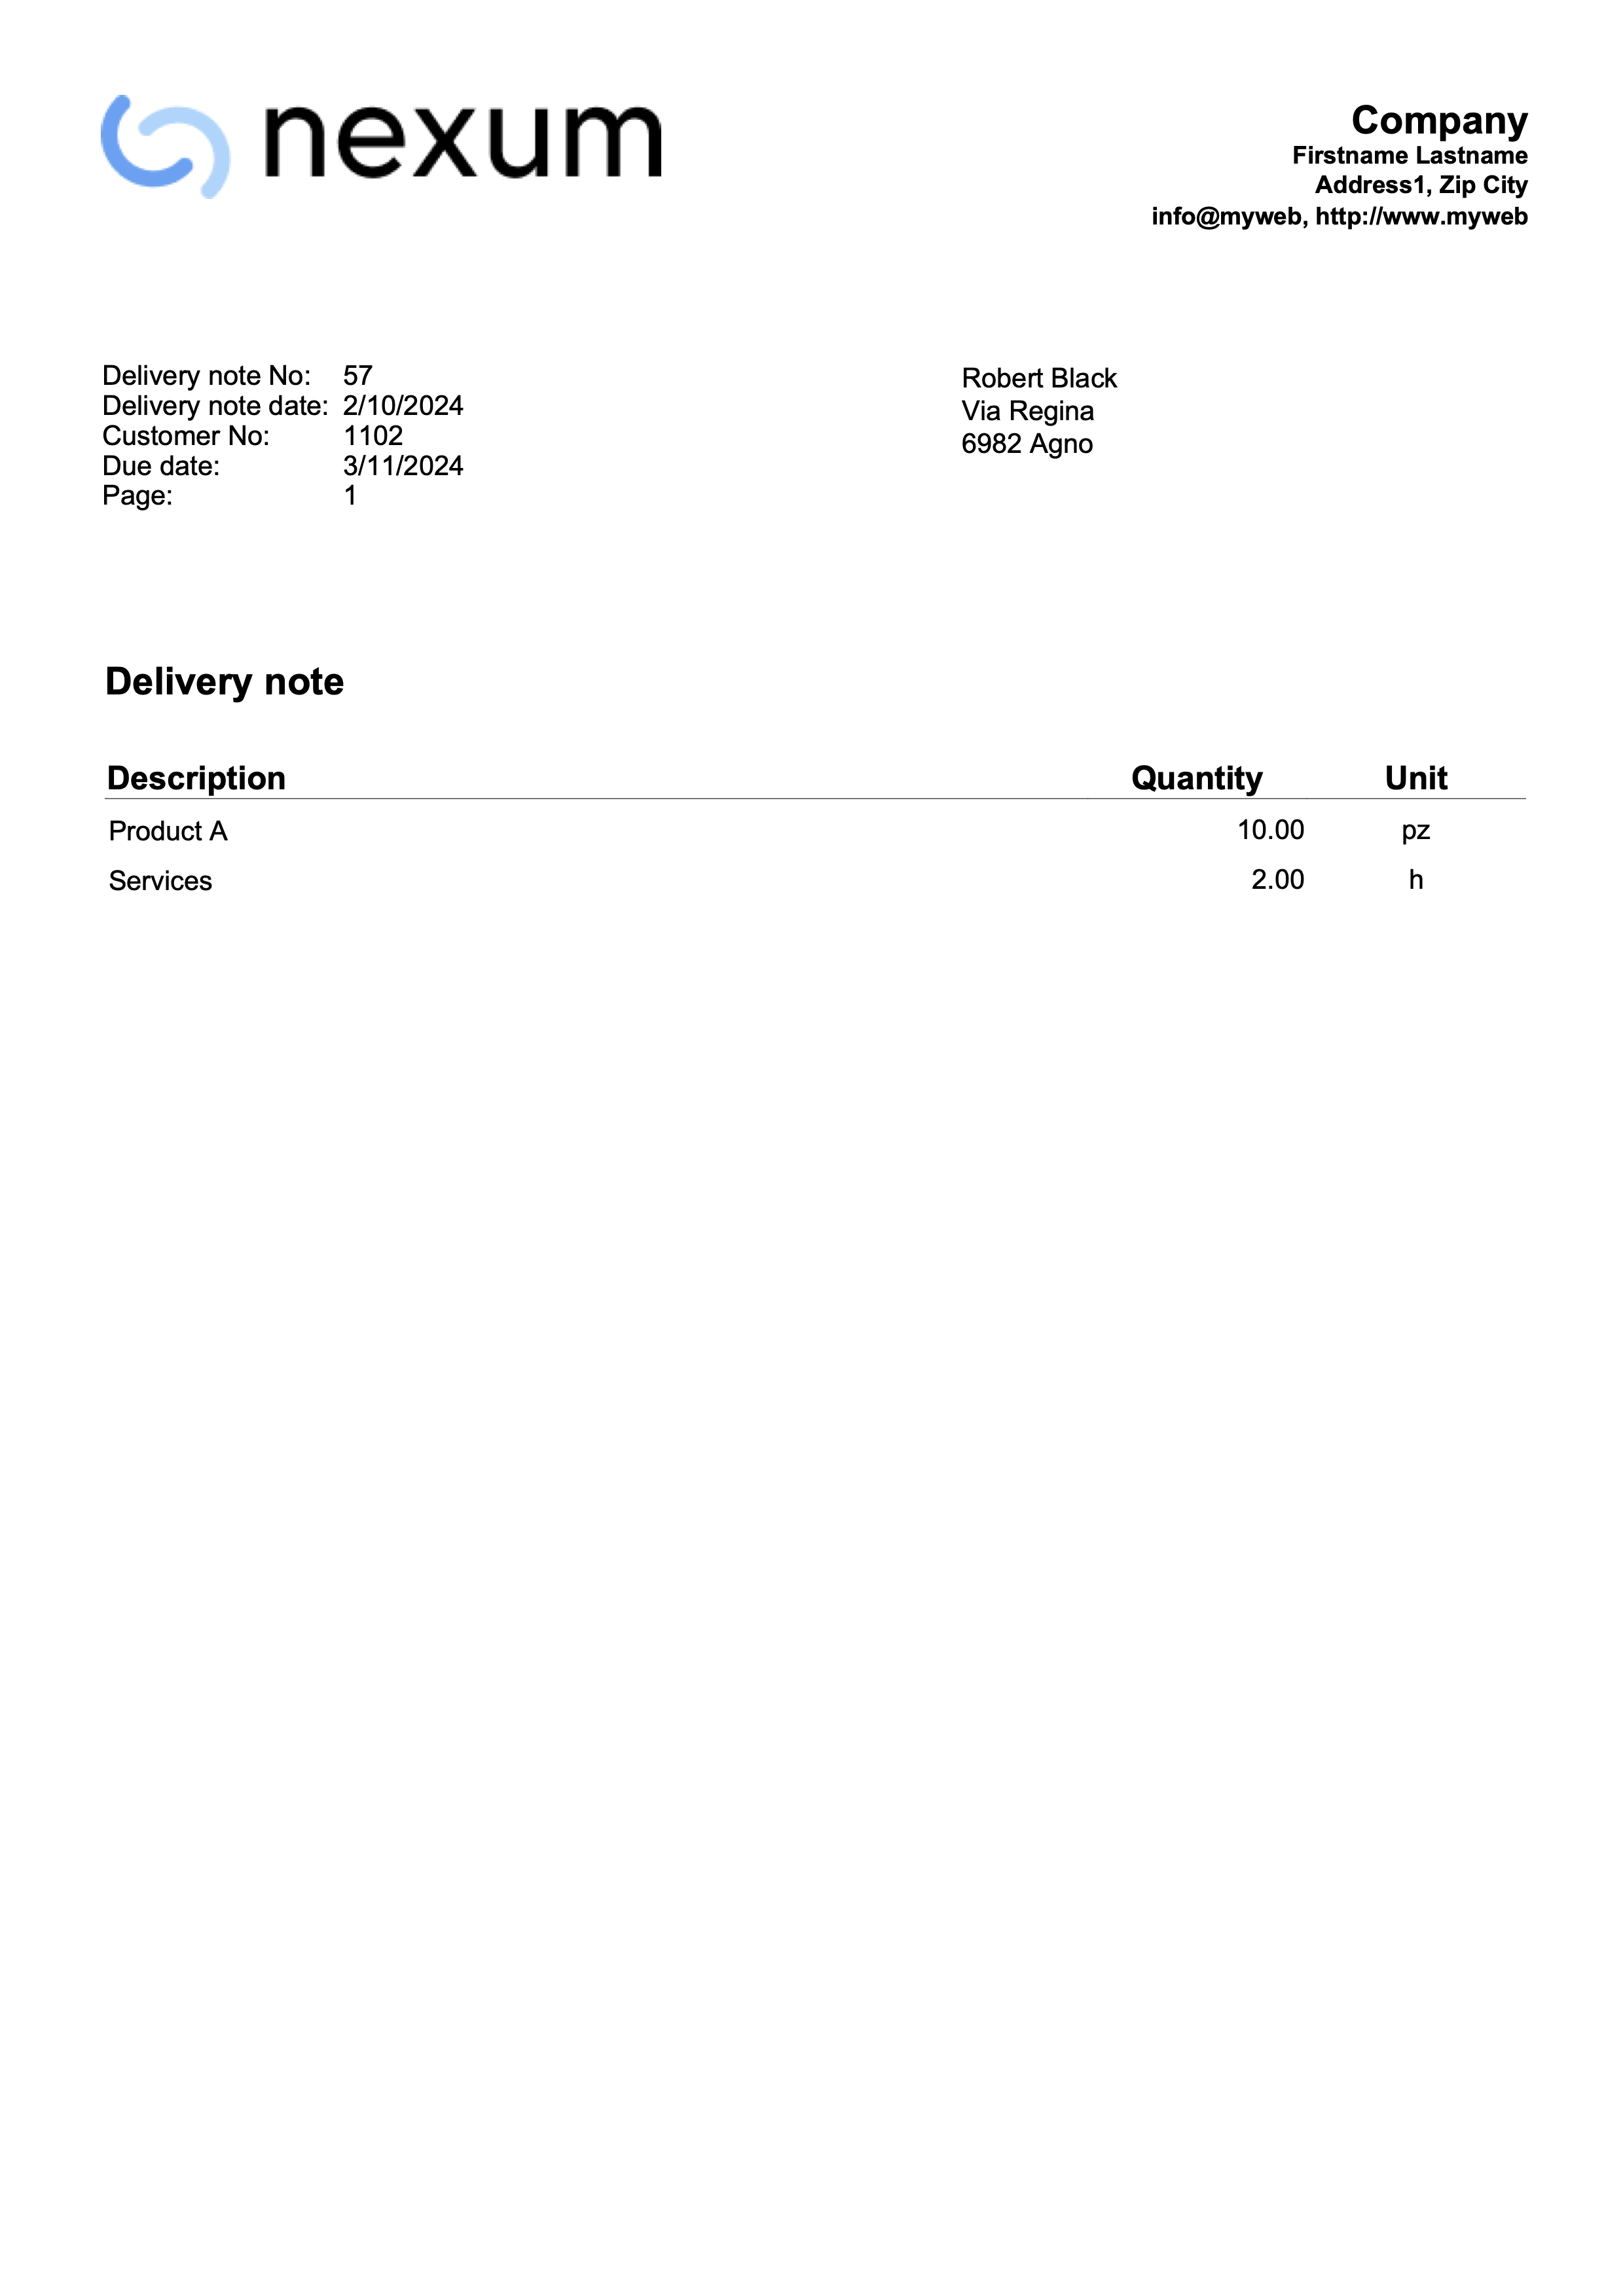 nexum
Company
Firstname Lastname
Address1, Zip City
info@myweb, http://www.myweb
Delivery note No: 57
Delivery note date: 2/10/2024
Customer No: 1102
Due date: 3/11/2024
Page: 1
Robert Black
Via Regina
6982 Agno
Delivery note
Description Quantity Unit
Product A 10.00 pz
Services 2.00 h